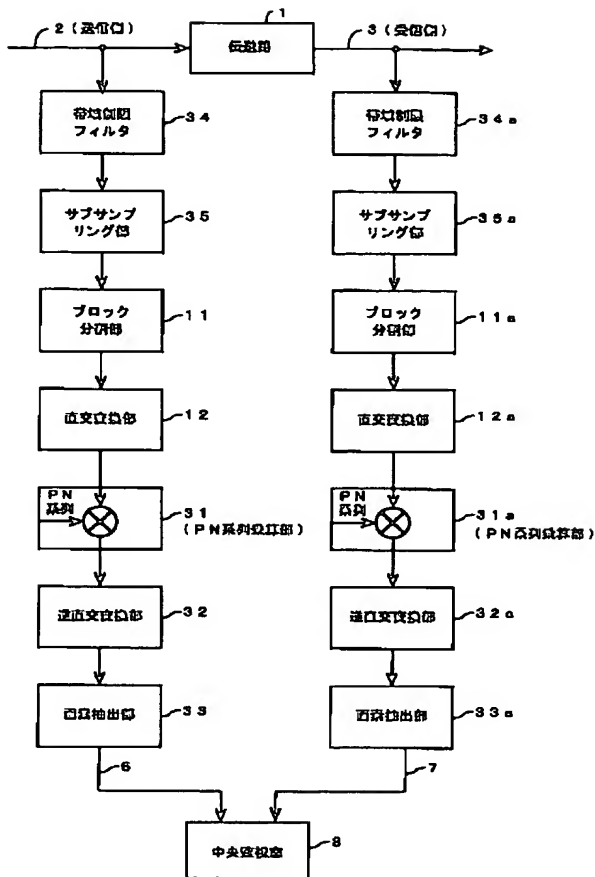 1
2(送信側)
伝送路
3(受信側)
帯域制限
フィルタ
34
帯域制限
フィルタ
34a
サブサンプ
リング部
35
サブサンプ
リング部
35a
ブロック
分割部
11
ブロック
分割部
11a
直交変換部
12
直交変換部
12a
PN
系列
31
(PN系列乗算部)
PN
系列
31a
(PN系列乗算部)
逆直交変換部
32
逆直交変換部
32a
画素抽出部
33
画素抽出部
33a
6
7
中央監視室
8